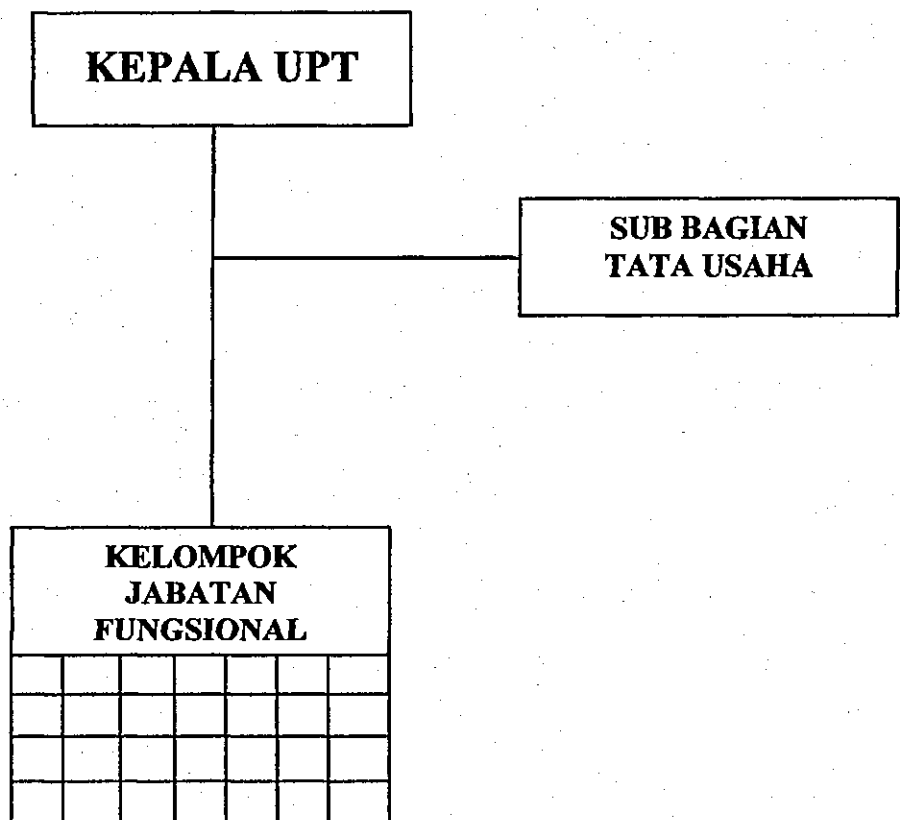 KEPALA UPT
SUB BAGIAN
TATA USAHA
KELOMPOK
JABATAN
FUNGSIONAL